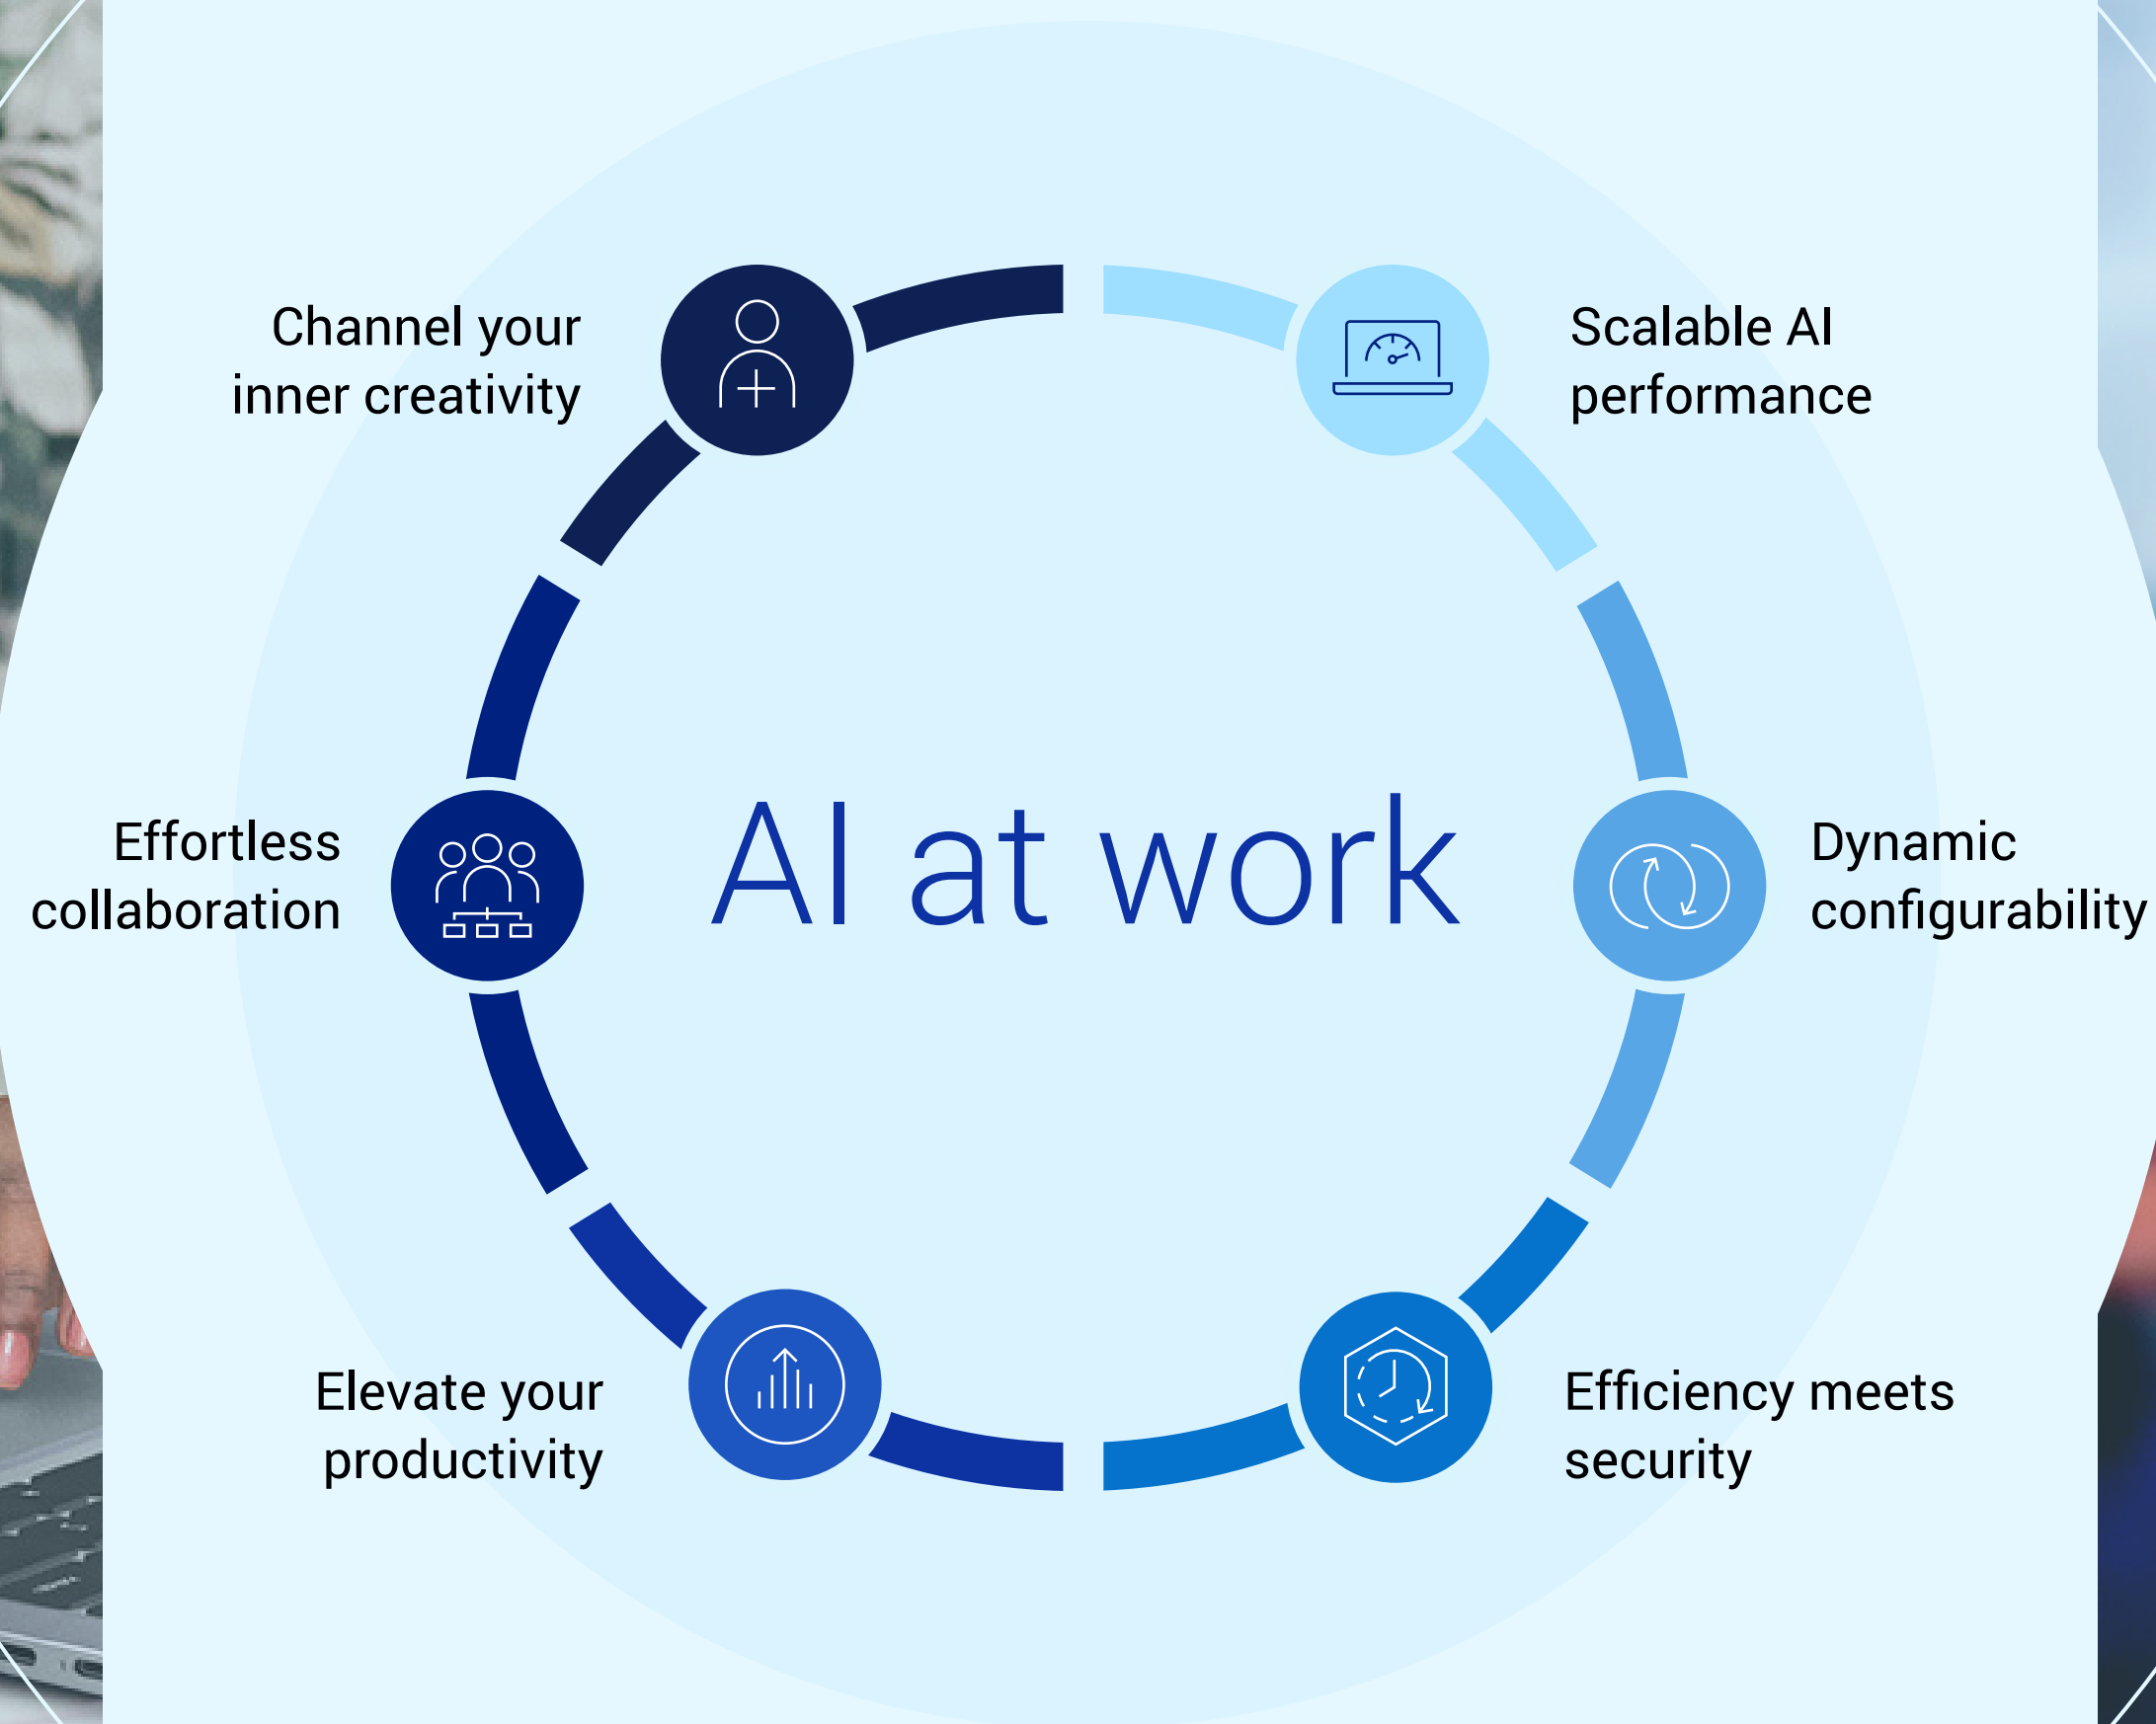 Channel your
inner creativity
Scalable AI
performance
Effortless
collaboration
AI at work
Dynamic
configurability
Elevate your
productivity
Efficiency meets
security